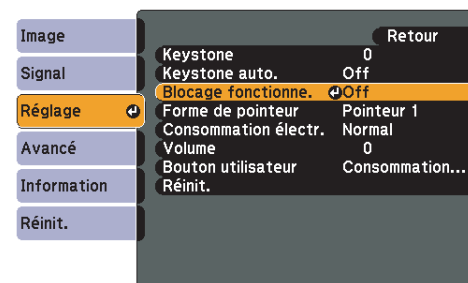 Image
Signal
Réglage
Avancé
Information
Réinit.
Retour
Keystone 0
Keystone auto. Off
Blocage fonctionne. Off
Forme de pointeur Pointeur 1
Consommation électr. Normal
Volume 0
Bouton utilisateur Consommation...
Réinit.